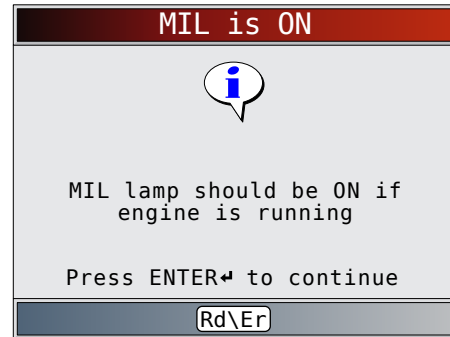 MIL is ON
i
MIL lamp should be ON if
engine is running
Press ENTER↵ to continue
Rd\Er